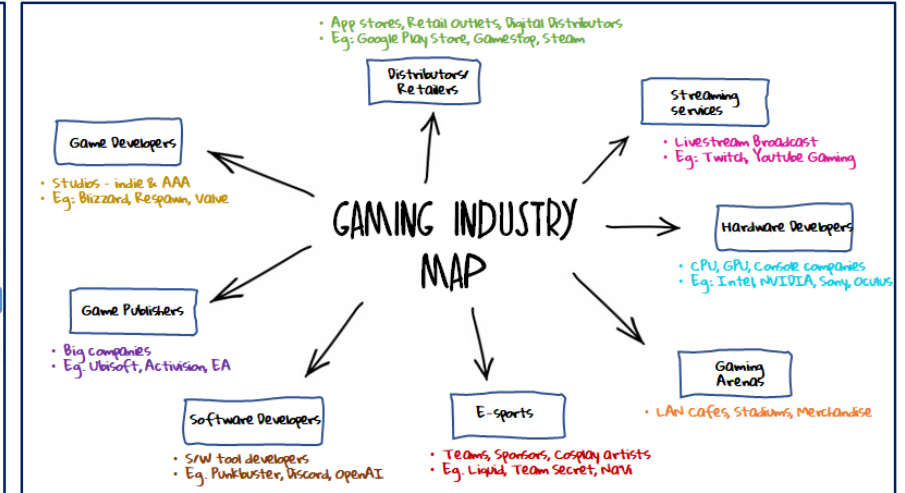 • App stores, Retail Outlets, Digital Distributors
• Eg: Google Play Store, Gamestop, Steam
Distributors/
Retailers
Streaming
services
• Livestream Broadcast
• Eg: Twitch, Youtube Gaming
Game Developers
• Studios - indie & AAA
• Eg: Blizzard, Respawn, Valve
GAMING INDUSTRY
MAP
Hardware Developers
• CPU, GPU, Console companies
• Eg: Intel, NVIDIA, Sony, Oculus
Game Publishers
• Big companies
• Eg. Ubisoft, Activision, EA
Gaming
Arenas
• LAN Cafes, Stadiums, Merchandise
Software Developers
• S/W tool developers
• Eg. Punkbuster, Discord, OpenAI
E-sports
• Teams, Sponsors, Cosplay artists
• Eg. Liquid, Team Secret, NaVi